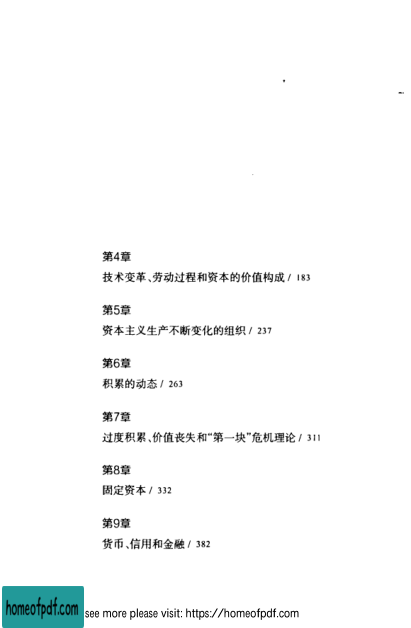 第4章
技术变革、劳动过程和资本的价值构成 / 183
第5章
资本主义生产不断变化的组织 / 237
第6章
积累的动态 / 263
第7章
过度积累、价值丧失和“第一块”危机理论 / 311
第8章
固定资本 / 332
第9章
货币、信用和金融 / 382
homeofpdf.com see more please visit: https://homeofpdf.com